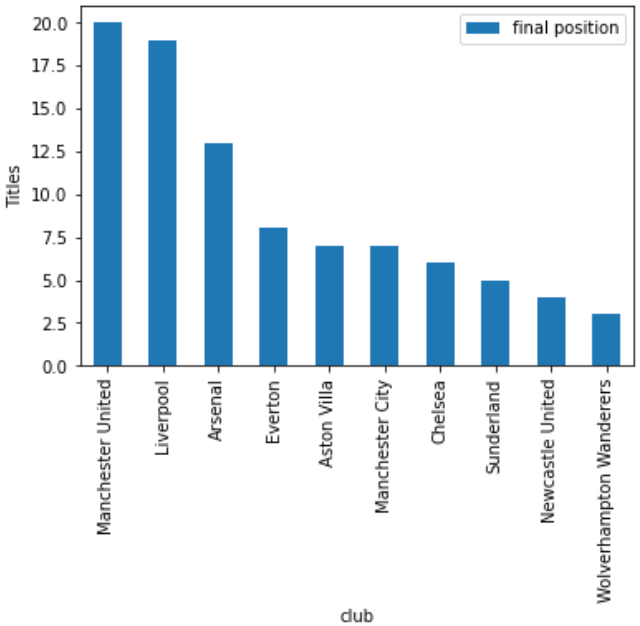 final position
Titles
20.0
17.5
15.0
12.5
10.0
7.5
5.0
2.5
0.0
Manchester United
Liverpool
Arsenal
Everton
Aston Villa
Manchester City
Chelsea
Sunderland
Newcastle United
Wolverhampton Wanderers
club